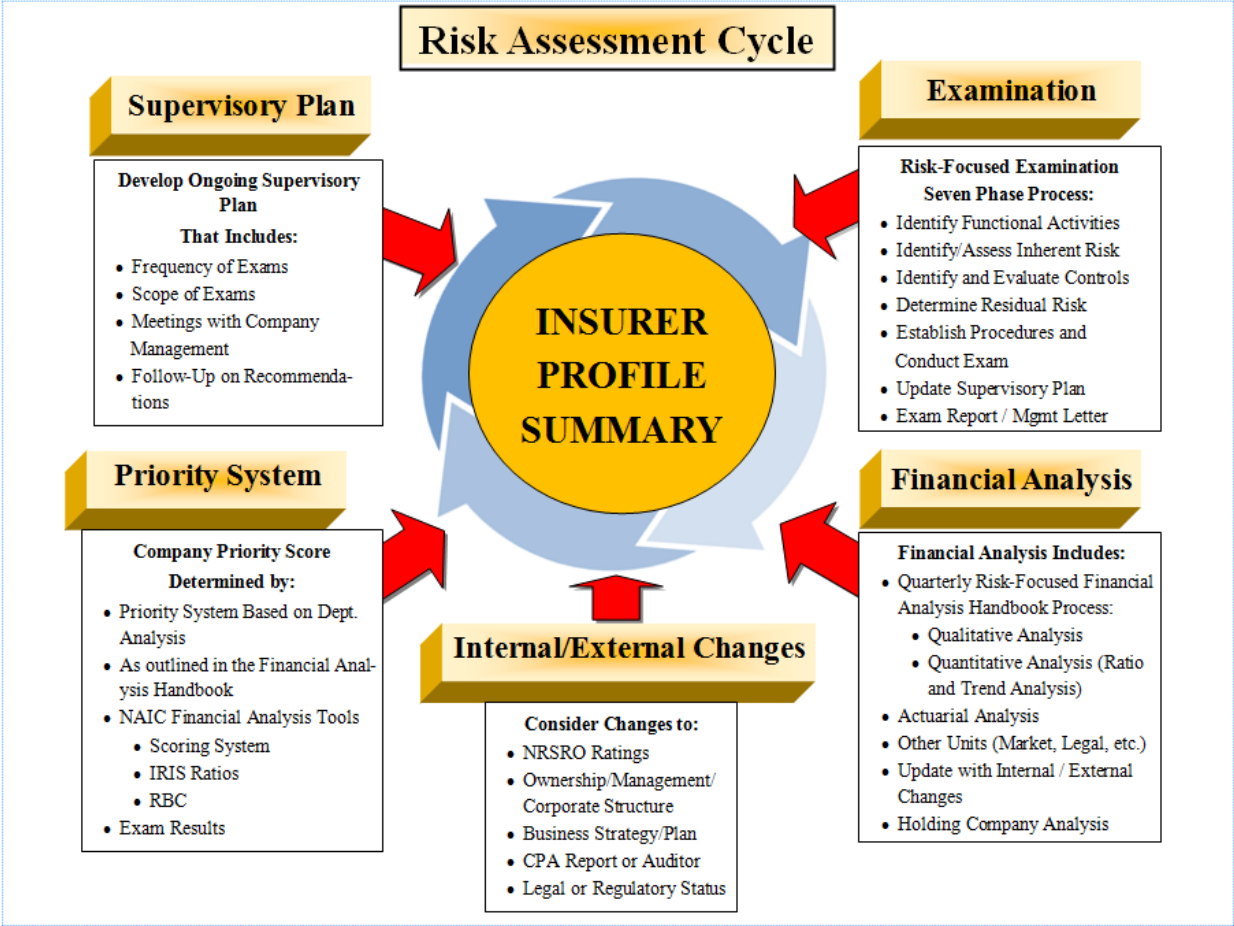 Risk Assessment Cycle
Supervisory Plan
Develop Ongoing Supervisory
Plan
That Includes:
• Frequency of Exams
• Scope of Exams
• Meetings with Company
Management
• Follow-Up on Recommenda-
tions
Examination
Risk-Focused Examination
Seven Phase Process:
• Identify Functional Activities
• Identify/Assess Inherent Risk
• Identify and Evaluate Controls
• Determine Residual Risk
• Establish Procedures and
Conduct Exam
• Update Supervisory Plan
• Exam Report / Mgmt Letter
INSURER
PROFILE
SUMMARY
Priority System
Company Priority Score
Determined by:
• Priority System Based on Dept.
Analysis
• As outlined in the Financial Anal-
ysis Handbook
• NAIC Financial Analysis Tools
• Scoring System
• IRIS Ratios
• RBC
• Exam Results
Internal/External Changes
Consider Changes to:
• NRSRO Ratings
• Ownership/Management/
Corporate Structure
• Business Strategy/Plan
• CPA Report or Auditor
• Legal or Regulatory Status
Financial Analysis
Financial Analysis Includes:
• Quarterly Risk-Focused Financial
Analysis Handbook Process:
• Qualitative Analysis
• Quantitative Analysis (Ratio
and Trend Analysis)
• Actuarial Analysis
• Other Units (Market, Legal, etc.)
• Update with Internal / External
Changes
• Holding Company Analysis